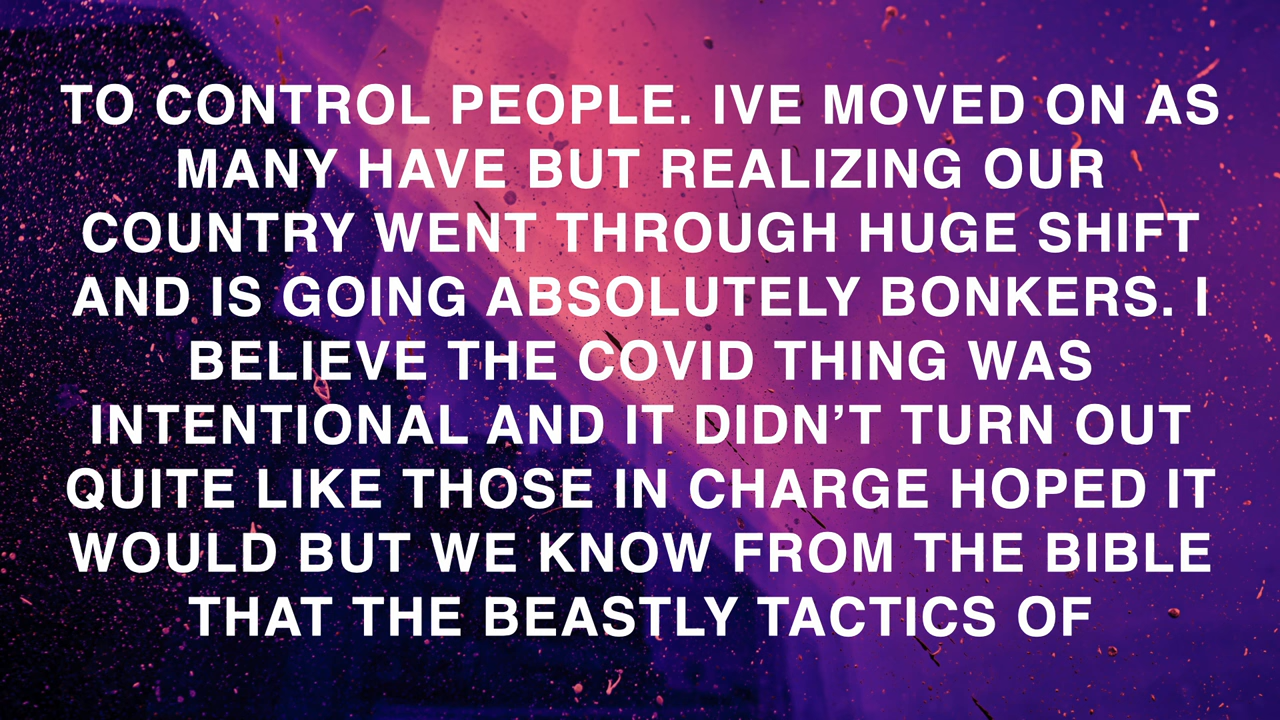 TO CONTROL PEOPLE. IVE MOVED ON AS
MANY HAVE BUT REALIZING OUR
COUNTRY WENT THROUGH HUGE SHIFT
AND IS GOING ABSOLUTELY BONKERS. I
BELIEVE THE COVID THING WAS
INTENTIONAL AND IT DIDN’T TURN OUT
QUITE LIKE THOSE IN CHARGE HOPED IT
WOULD BUT WE KNOW FROM THE BIBLE
THAT THE BEASTLY TACTICS OF